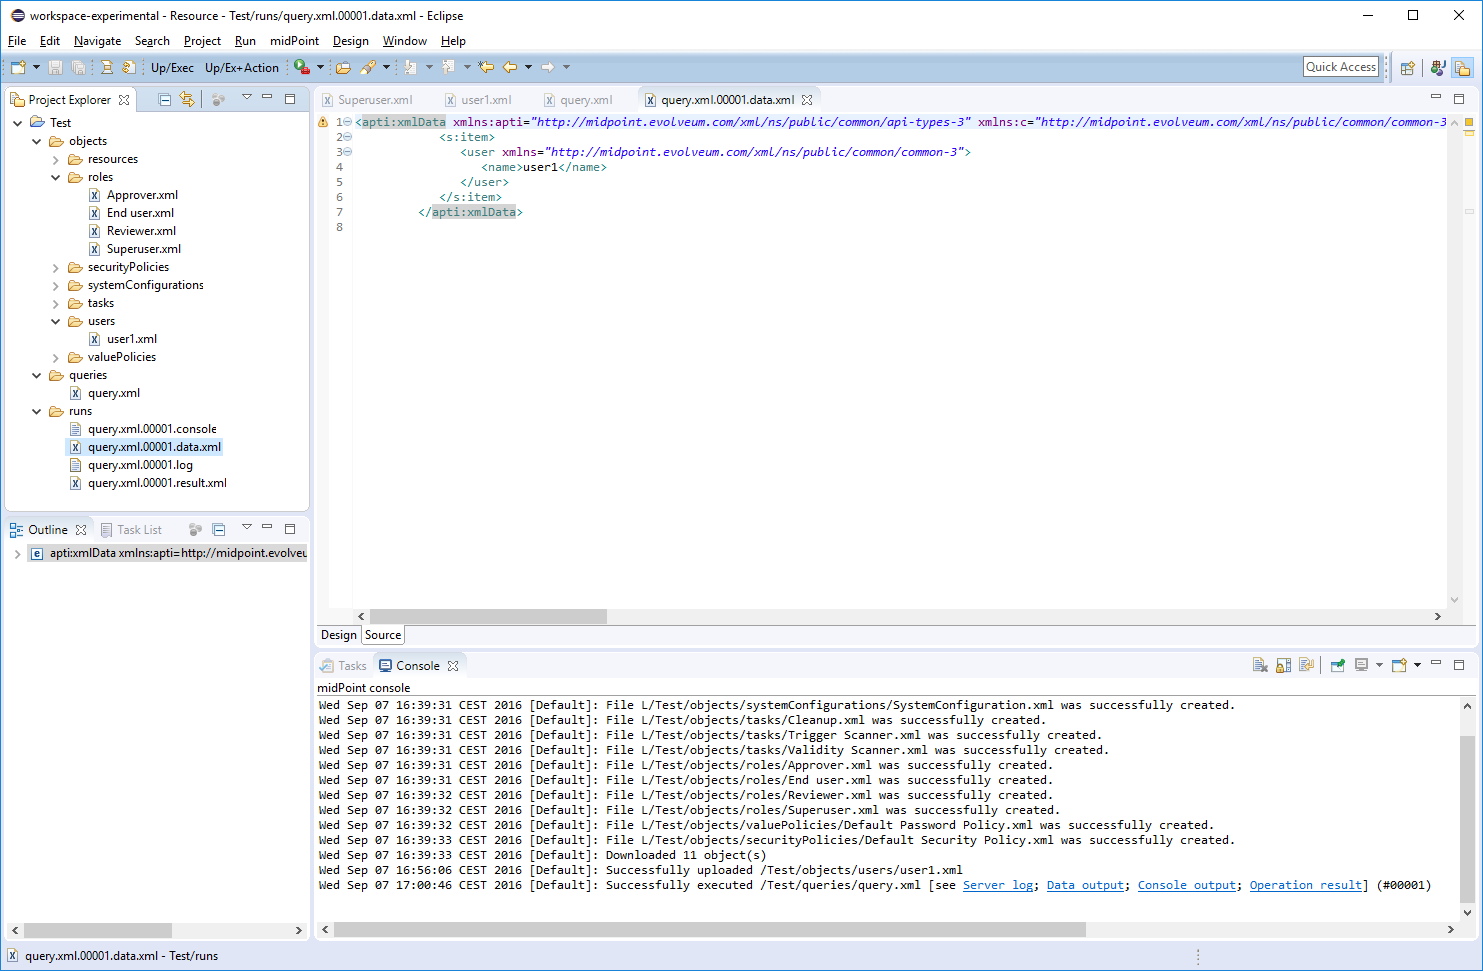 workspace-experimental - Resource - Test/runs/query.xml.00001.data.xml - Eclipse
File Edit Navigate Search Project Run midPoint Design Window Help
Up/Exec Up/Ex+Action Quick Access
Project Explorer
Test
objects
resources
roles
Approver.xml
End user.xml
Reviewer.xml
Superuser.xml
securityPolicies
systemConfigurations
tasks
users
user1.xml
valuePolicies
queries
query.xml
runs
query.xml.00001.console
query.xml.00001.data.xml
query.xml.00001.log
query.xml.00001.result.xml
Outline Task List
apti:xmlData xmlns:apti=http://midpoint.evolveu
Superuser.xml user1.xml query.xml query.xml.00001.data.xml
1 <apti:xmlData xmlns:apti="http://midpoint.evolveum.com/xml/ns/public/common/api-types-3" xmlns:c="http://midpoint.evolveum.com/xml/ns/public/common/common-3
2 <s:item>
3 <user xmlns="http://midpoint.evolveum.com/xml/ns/public/common/common-3">
4 <name>user1</name>
5 </user>
6 </s:item>
7 </apti:xmlData>
8
Design Source
Tasks Console
midPoint console
Wed Sep 07 16:39:31 CEST 2016 [Default]: File L/Test/objects/systemConfigurations/SystemConfiguration.xml was successfully created.
Wed Sep 07 16:39:31 CEST 2016 [Default]: File L/Test/objects/tasks/Cleanup.xml was successfully created.
Wed Sep 07 16:39:31 CEST 2016 [Default]: File L/Test/objects/tasks/Trigger Scanner.xml was successfully created.
Wed Sep 07 16:39:31 CEST 2016 [Default]: File L/Test/objects/tasks/Validity Scanner.xml was successfully created.
Wed Sep 07 16:39:31 CEST 2016 [Default]: File L/Test/objects/roles/Approver.xml was successfully created.
Wed Sep 07 16:39:31 CEST 2016 [Default]: File L/Test/objects/roles/End user.xml was successfully created.
Wed Sep 07 16:39:32 CEST 2016 [Default]: File L/Test/objects/roles/Reviewer.xml was successfully created.
Wed Sep 07 16:39:32 CEST 2016 [Default]: File L/Test/objects/roles/Superuser.xml was successfully created.
Wed Sep 07 16:39:32 CEST 2016 [Default]: File L/Test/objects/valuePolicies/Default Password Policy.xml was successfully created.
Wed Sep 07 16:39:33 CEST 2016 [Default]: File L/Test/objects/securityPolicies/Default Security Policy.xml was successfully created.
Wed Sep 07 16:39:33 CEST 2016 [Default]: Downloaded 11 object(s)
Wed Sep 07 16:56:06 CEST 2016 [Default]: Successfully uploaded /Test/objects/users/user1.xml
Wed Sep 07 17:00:46 CEST 2016 [Default]: Successfully executed /Test/queries/query.xml [see Server log; Data output; Console output; Operation result] (#00001)
query.xml.00001.data.xml - Test/runs